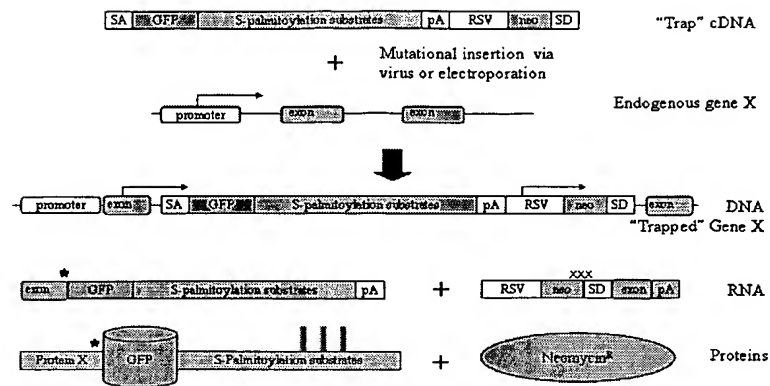 SA GFP S-palmitoylation substrates pA RSV neo SD
"Trap" cDNA
+
Mutational insertion via
virus or electroporation
Endogenous gene X
promoter exon exon
promoter exon SA GFP S-palmitoylation substrates pA RSV neo SD exon
DNA
"Trapped" Gene X
* xxx
exon GFP S-palmitoylation substrates pA + RSV neo SD exon pA RNA
*
Protein X GFP S-Palmitoylation substrates + Neomycin^R Proteins